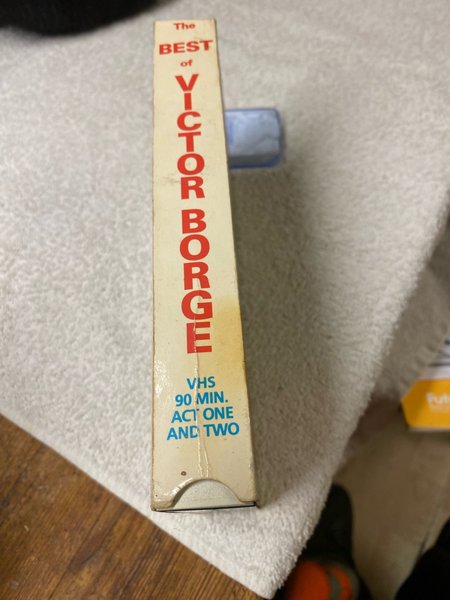 The
BEST
of
VICTOR BORGE
VHS
90 MIN.
ACT ONE
AND TWO